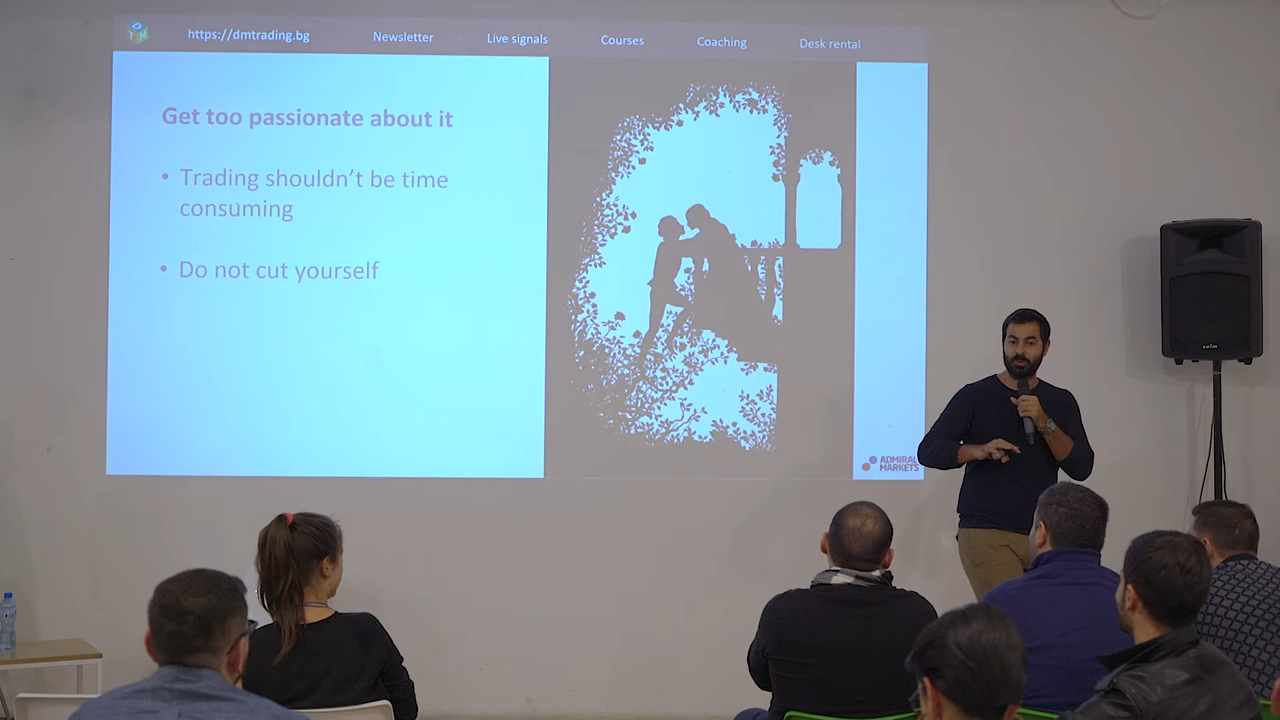 https://dmtrading.bg Newsletter Live signals Courses Coaching Desk rental
Get too passionate about it
• Trading shouldn't be time
consuming
• Do not cut yourself
ADMIRAL
MARKETS